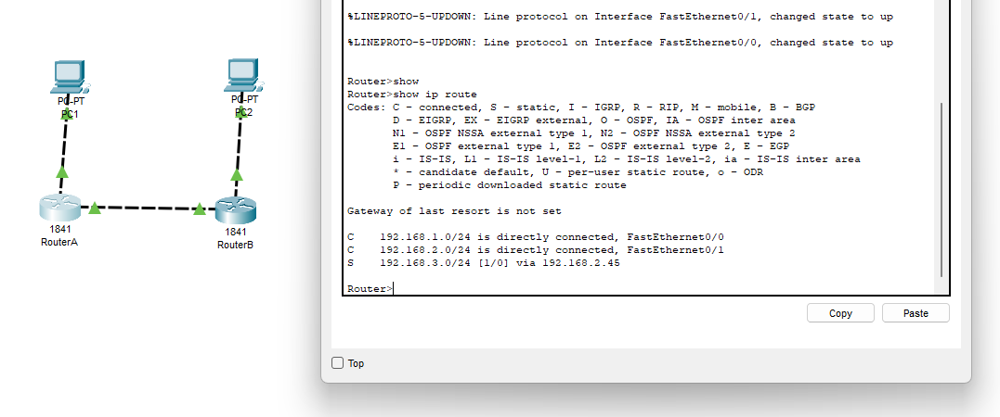 %LINEPROTO-5-UPDOWN: Line protocol on Interface FastEthernet0/1, changed state to up
%LINEPROTO-5-UPDOWN: Line protocol on Interface FastEthernet0/0, changed state to up
Router>show
Router>show ip route
Codes: C - connected, S - static, I - IGRP, R - RIP, M - mobile, B - BGP
D - EIGRP, EX - EIGRP external, O - OSPF, IA - OSPF inter area
N1 - OSPF NSSA external type 1, N2 - OSPF NSSA external type 2
E1 - OSPF external type 1, E2 - OSPF external type 2, E - EGP
i - IS-IS, L1 - IS-IS level-1, L2 - IS-IS level-2, ia - IS-IS inter area
* - candidate default, U - per-user static route, o - ODR
P - periodic downloaded static route
Gateway of last resort is not set
C 192.168.1.0/24 is directly connected, FastEthernet0/0
C 192.168.2.0/24 is directly connected, FastEthernet0/1
S 192.168.3.0/24 [1/0] via 192.168.2.45
Router>
Copy
Paste
Top
PC-PT
PC1
PC-PT
PC2
1841
RouterA
1841
RouterB